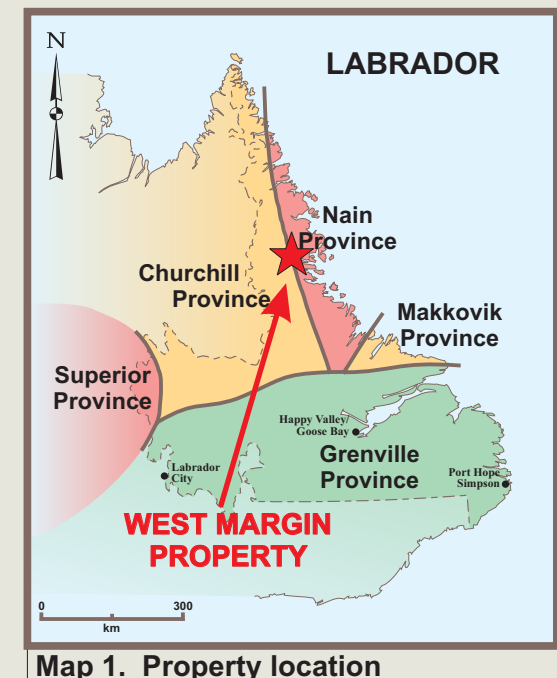 N
LABRADOR
Nain
Province
Churchill
Province
Makkovik
Province
Superior
Province
Happy Valley/
Goose Bay
Grenville
Province
Labrador
City
Port Hope
Simpson
WEST MARGIN
PROPERTY
0 300
km
Map 1. Property location